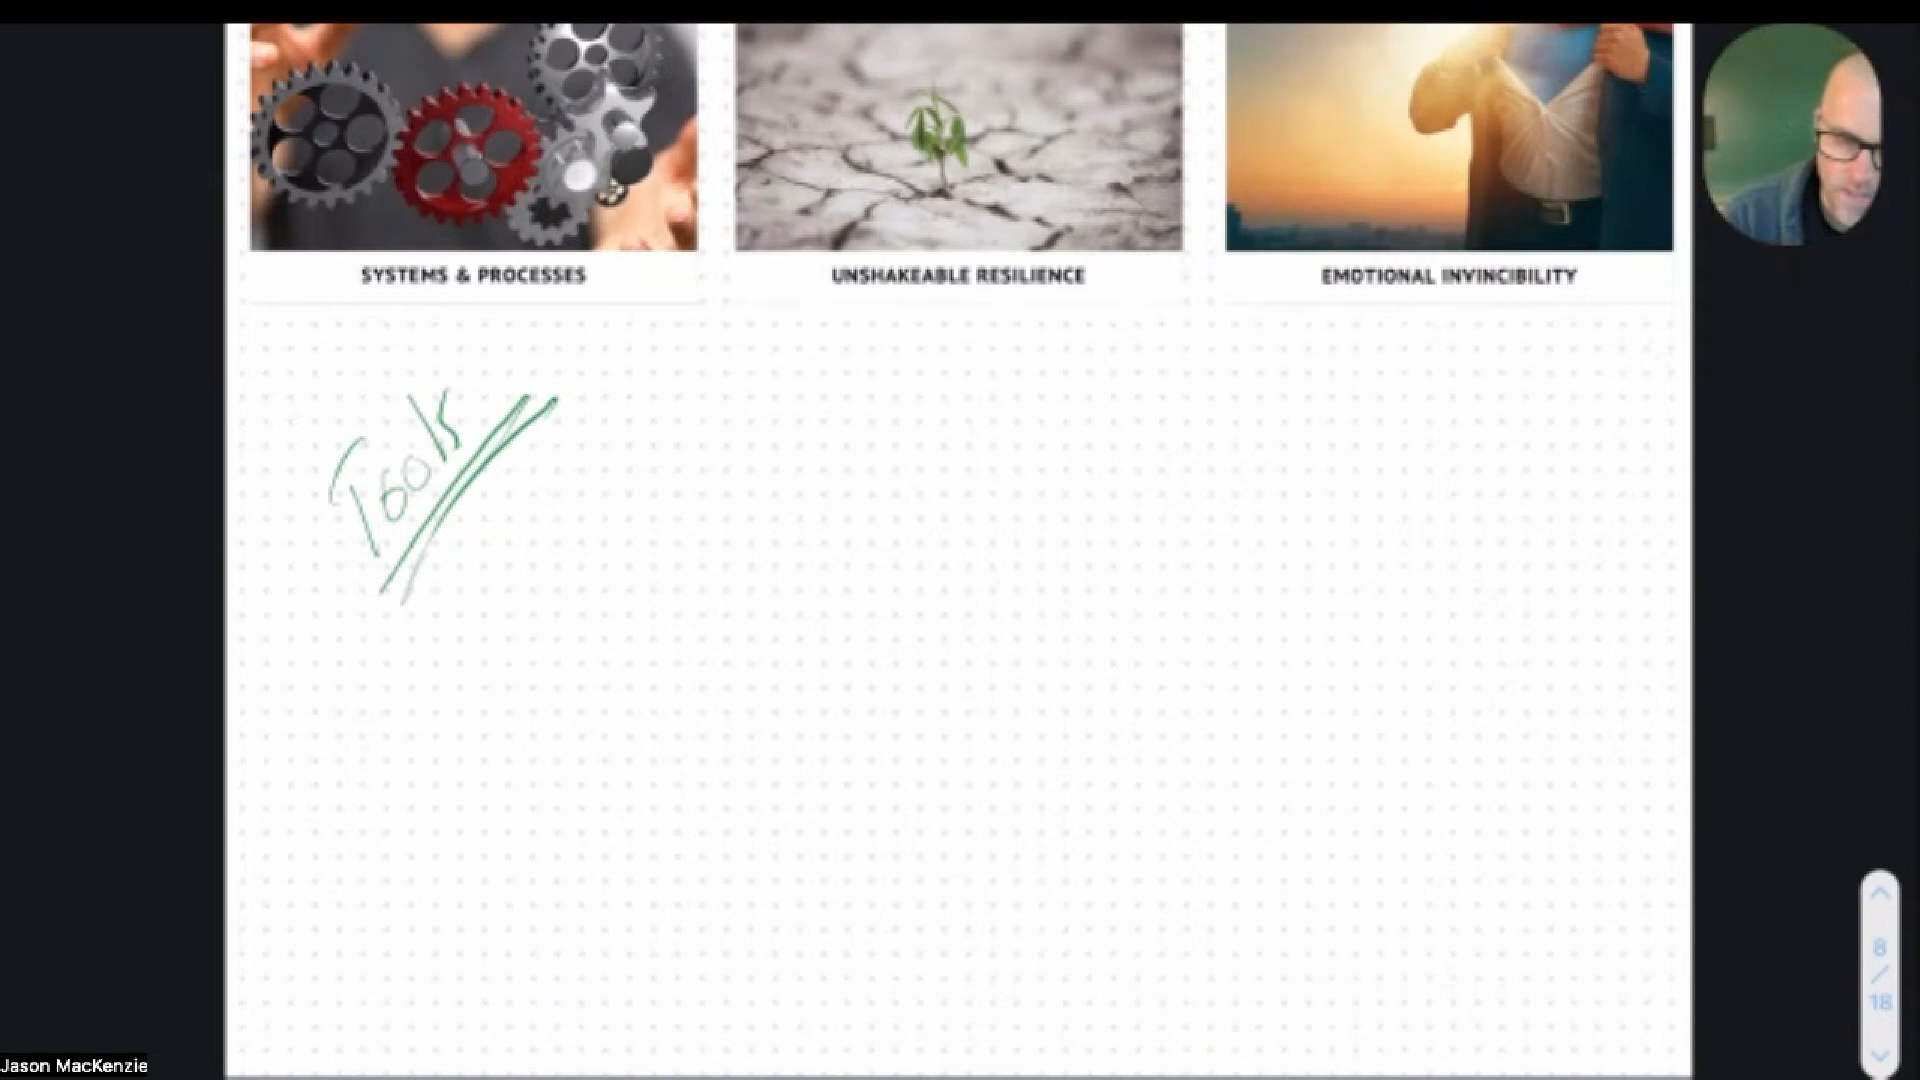 SYSTEMS & PROCESSES
UNSHAKEABLE RESILIENCE
EMOTIONAL INVINCIBILITY
Tools
8
/
18
Jason MacKenzie